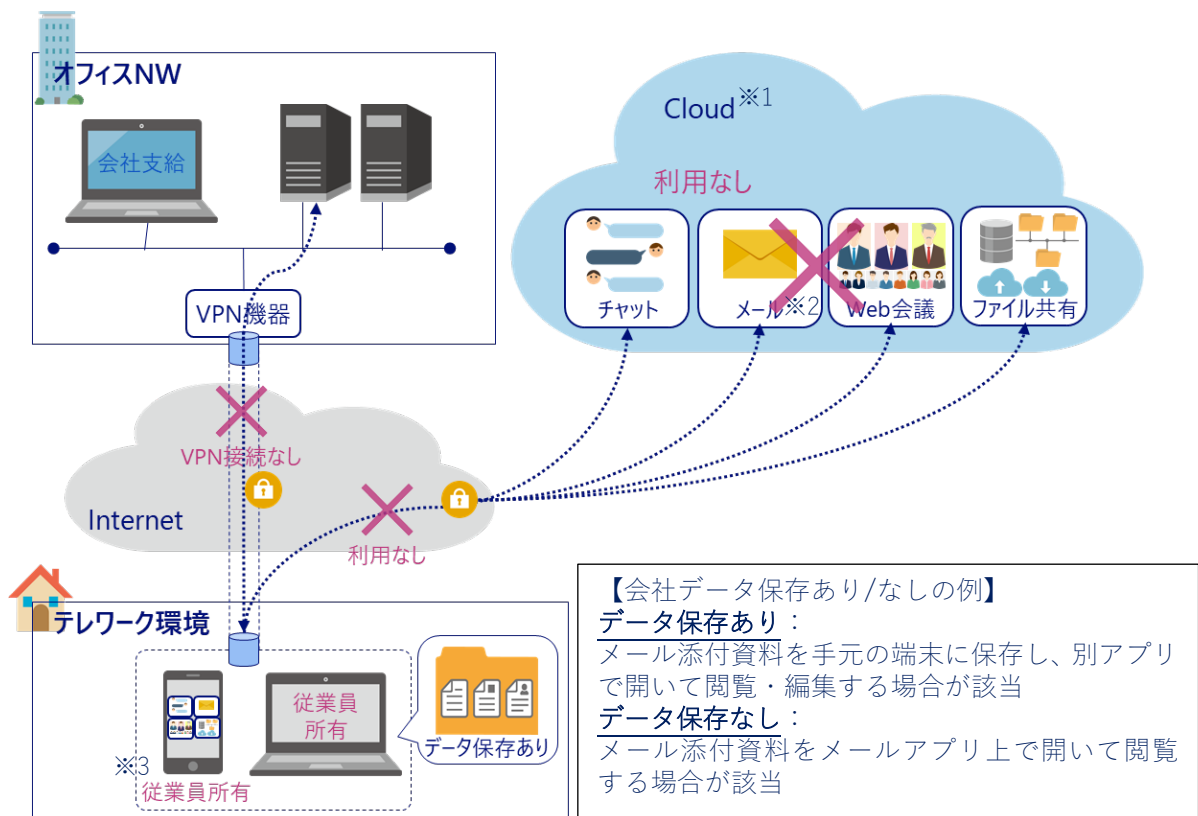 オフィスNW
会社支給
VPN機器
Cloud※1
利用なし
チャット
メール※2
Web会議
ファイル共有
VPN接続なし
Internet
利用なし
テレワーク環境
従業員
所有
データ保存あり
※3
従業員所有
【会社データ保存あり/なしの例】
データ保存あり：
メール添付資料を手元の端末に保存し、別アプリ
で開いて閲覧・編集する場合が該当
データ保存なし：
メール添付資料をメールアプリ上で開いて閲覧
する場合が該当